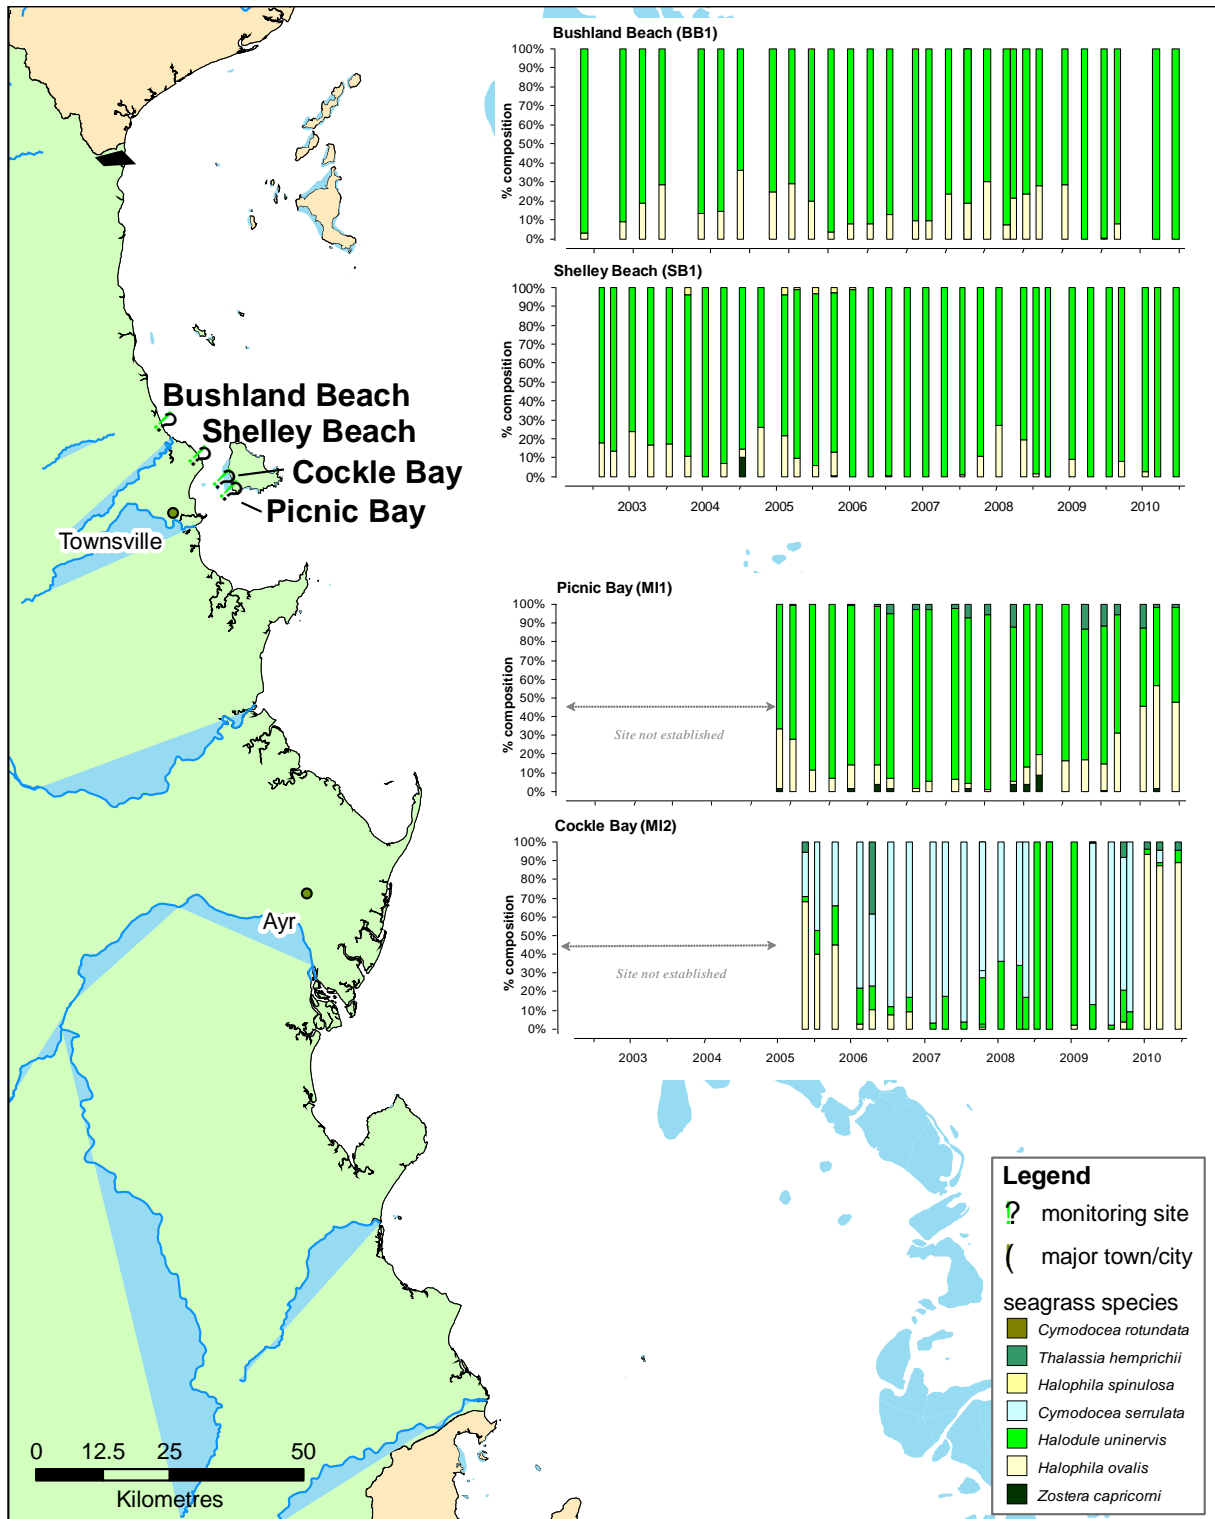 Bushland Beach (BB1)
% composition
100%
90%
80%
70%
60%
50%
40%
30%
20%
10%
0%
Shelley Beach (SB1)
% composition
100%
90%
80%
70%
60%
50%
40%
30%
20%
10%
0%
2003 2004 2005 2006 2007 2008 2009 2010
Bushland Beach
Shelley Beach
Cockle Bay
Picnic Bay
Townsville
Picnic Bay (MI1)
% composition
100%
90%
80%
70%
60%
50%
40%
30%
20%
10%
0%
Site not established
Cockle Bay (MI2)
% composition
100%
90%
80%
70%
60%
50%
40%
30%
20%
10%
0%
Site not established
2003 2004 2005 2006 2007 2008 2009 2010
Ayr
Legend
? monitoring site
( major town/city
seagrass species
Cymodocea rotundata
Thalassia hemprichii
Halophila spinulosa
Cymodocea serrulata
Halodule uninervis
Halophila ovalis
Zostera capricorni
0 12.5 25 50
Kilometres